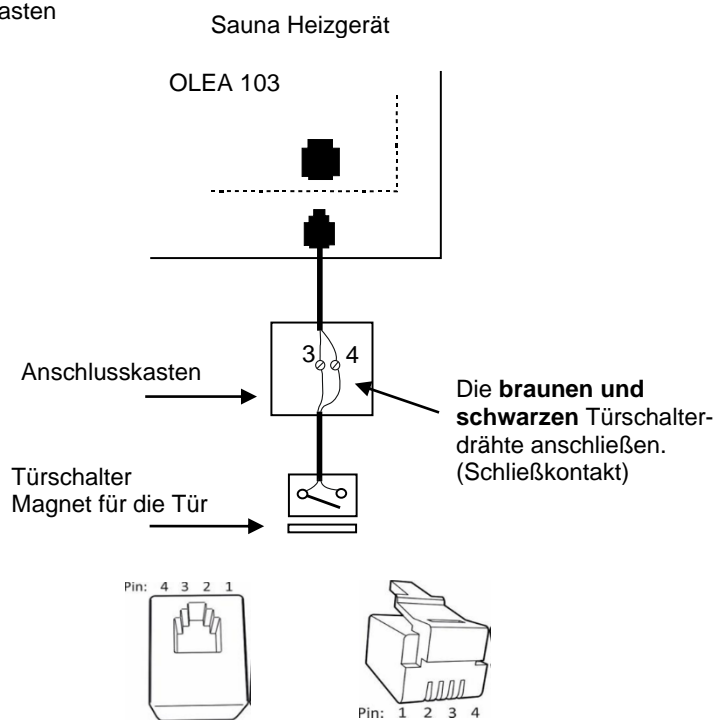 asten
Sauna Heizgerät
OLEA 103
3 4
Anschlusskasten
Die braunen und
schwarzen Türschalter-
drähte anschließen.
(Schließkontakt)
Türschalter
Magnet für die Tür
Pin: 4 3 2 1
Pin: 1 2 3 4